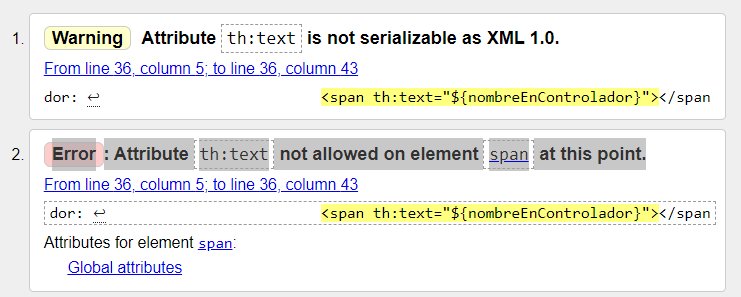 1. Warning Attribute th:text is not serializable as XML 1.0.
From line 36, column 5; to line 36, column 43
dor: ↩ <span th:text="${nombreEnControlador}"></span
2. Error: Attribute th:text not allowed on element span at this point.
From line 36, column 5; to line 36, column 43
dor: ↩ <span th:text="${nombreEnControlador}"></span
Attributes for element span:
Global attributes